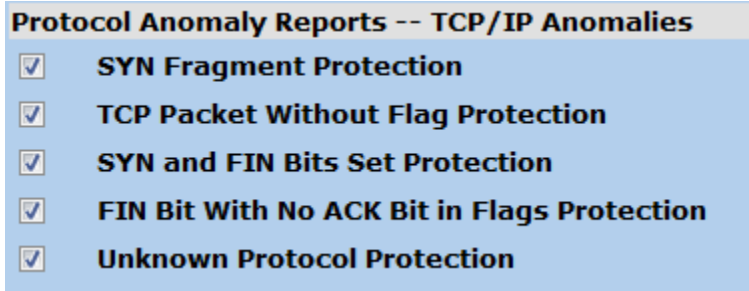 Protocol Anomaly Reports -- TCP/IP Anomalies
SYN Fragment Protection
TCP Packet Without Flag Protection
SYN and FIN Bits Set Protection
FIN Bit With No ACK Bit in Flags Protection
Unknown Protocol Protection